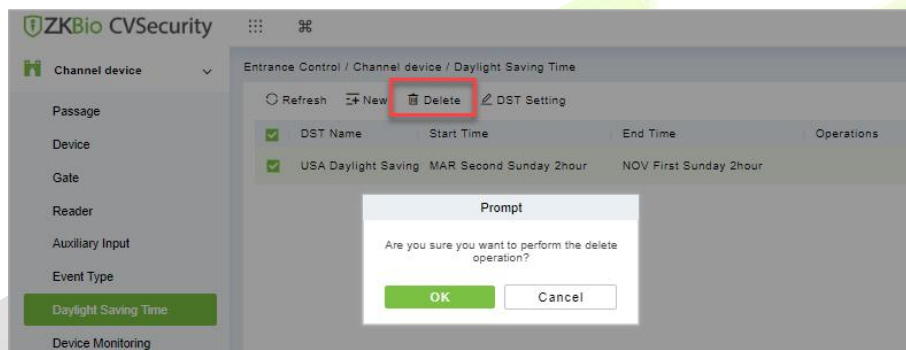 ZKBio CVSecurity
Channel device
Entrance Control / Channel device / Daylight Saving Time
Refresh New Delete DST Setting
Passage
DST Name Start Time End Time Operations
Device
USA Daylight Saving MAR Second Sunday 2hour NOV First Sunday 2hour
Gate
Reader
Prompt
Auxiliary Input
Are you sure you want to perform the delete
operation?
Event Type
OK Cancel
Daylight Saving Time
Device Monitoring